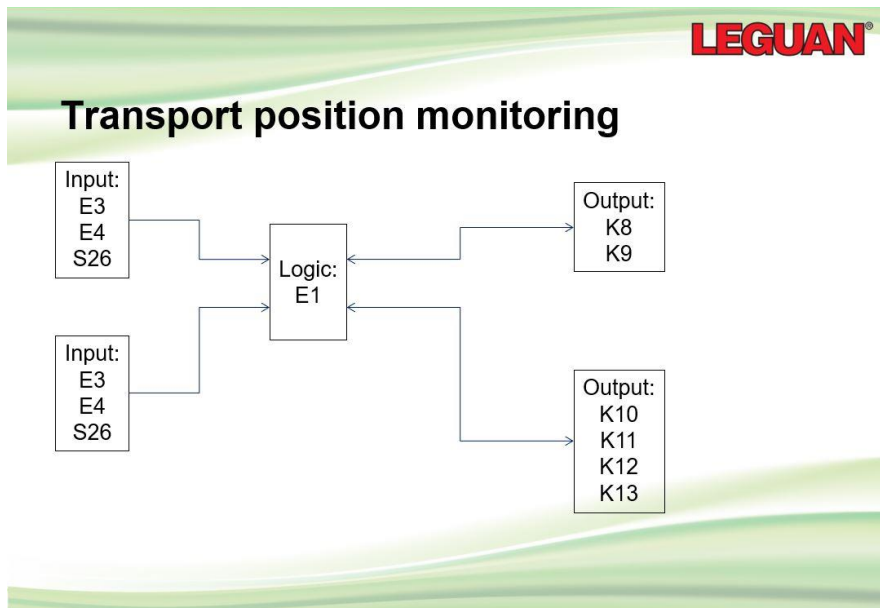 LEGUAN®
Transport position monitoring
Input:
E3
E4
S26
Logic:
E1
Output:
K8
K9
Input:
E3
E4
S26
Output:
K10
K11
K12
K13